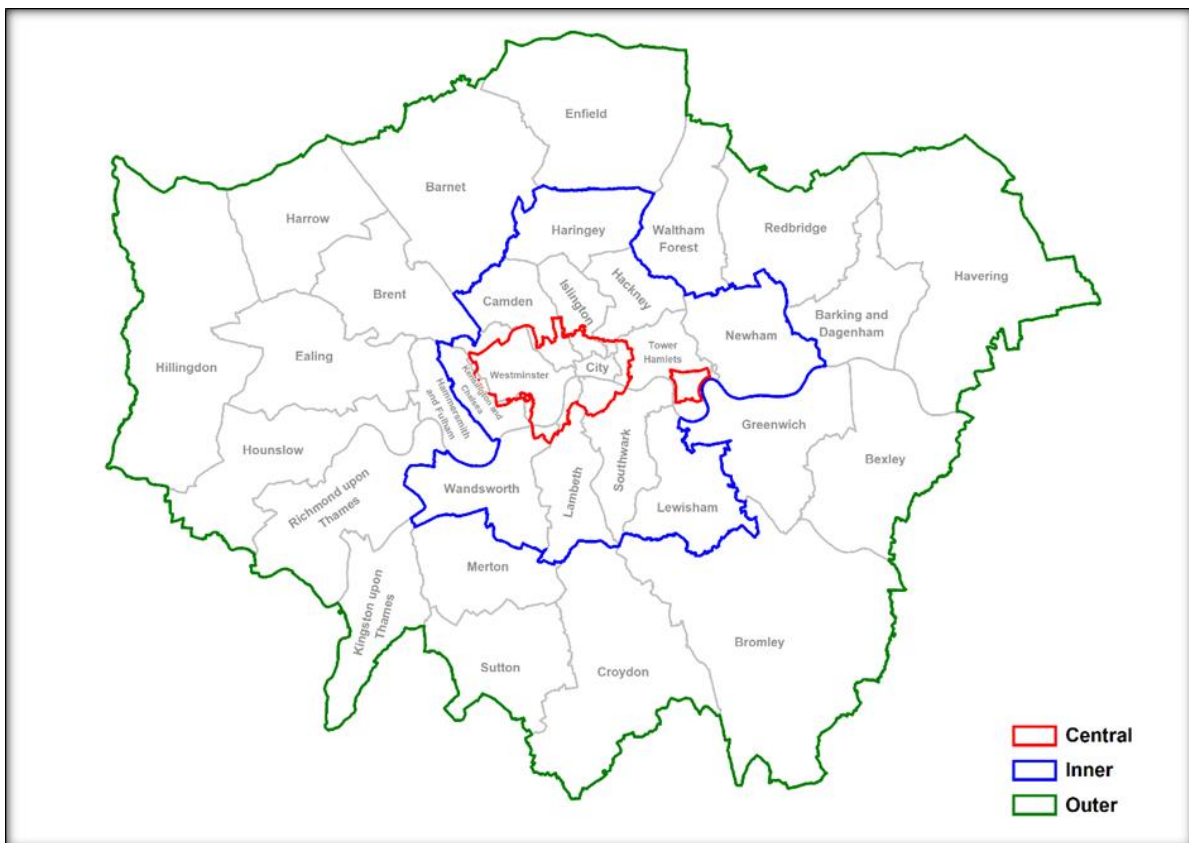 Enfield
Barnet
Harrow
Haringey
Waltham
Forest
Redbridge
Havering
Brent
Camden
Islington
Hackney
Newham
Barking and
Dagenham
Hillingdon
Ealing
Hammersmith
and Fulham
Kensington and
Chelsea
Westminster
City
Tower
Hamlets
Hounslow
Greenwich
Bexley
Richmond upon
Thames
Wandsworth
Lambeth
Southwark
Lewisham
Merton
Kingston upon
Thames
Sutton
Croydon
Bromley
Central
Inner
Outer